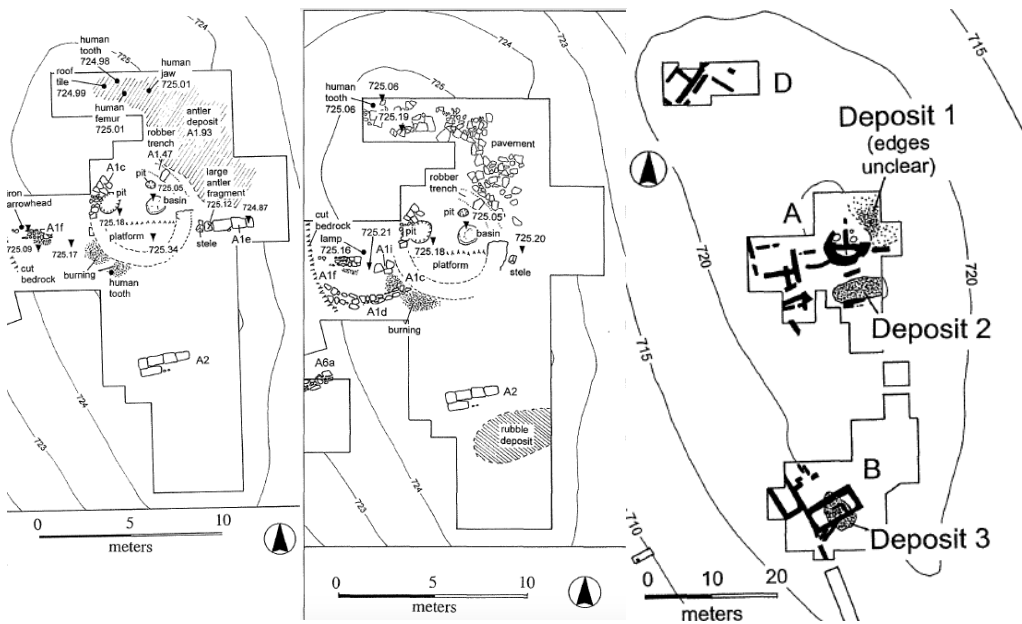 724
human
tooth
724.98
725
human
jaw
725.01
roof
tile
724.99
human
femur
725.01
antler
deposit
A1.93
robber
trench
A1.47
A1c
pit
pit
725.05
basin
large
antler
fragment
725.12
724.87
iron
arrowhead
A1f
725.18
platform
725.34
stele
A1e
725.09
725.17
cut
bedrock
burning
human
tooth
A2
724
723
0 5 10
meters
724
723
725
human
tooth
725.06
725.06
725.19
pavement
robber
trench
pit
725.05
basin
cut
bedrock
lamp
725.16
725.21
A1i
pit
725.18
platform
725.20
stele
A1f
A1c
A1d
burning
A6a
A2
rubble
deposit
724
723
0 5 10
meters
715
D
Deposit 1
(edges
unclear)
A
720
720
715
Deposit 2
B
710
Deposit 3
0 10 20
meters